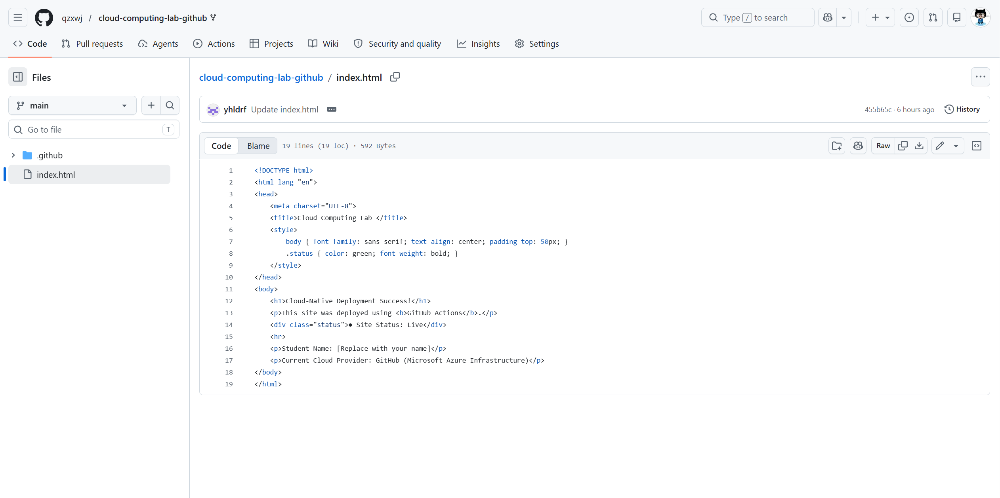 qzxwj / cloud-computing-lab-github
Type / to search
Code
Pull requests
Agents
Actions
Projects
Wiki
Security and quality
Insights
Settings
Files
main
Go to file
T
.github
index.html
cloud-computing-lab-github / index.html
yhldrf Update index.html
455b65c · 6 hours ago
History
Code
Blame
19 lines (19 loc) · 592 Bytes
Raw
1 <!DOCTYPE html>
2 <html lang="en">
3 <head>
4     <meta charset="UTF-8">
5     <title>Cloud Computing Lab </title>
6     <style>
7         body { font-family: sans-serif; text-align: center; padding-top: 50px; }
8         .status { color: green; font-weight: bold; }
9     </style>
10 </head>
11 <body>
12     <h1>Cloud-Native Deployment Success!</h1>
13     <p>This site was deployed using <b>GitHub Actions</b>.</p>
14     <div class="status">● Site Status: Live</div>
15     <hr>
16     <p>Student Name: [Replace with your name]</p>
17     <p>Current Cloud Provider: GitHub (Microsoft Azure Infrastructure)</p>
18 </body>
19 </html>